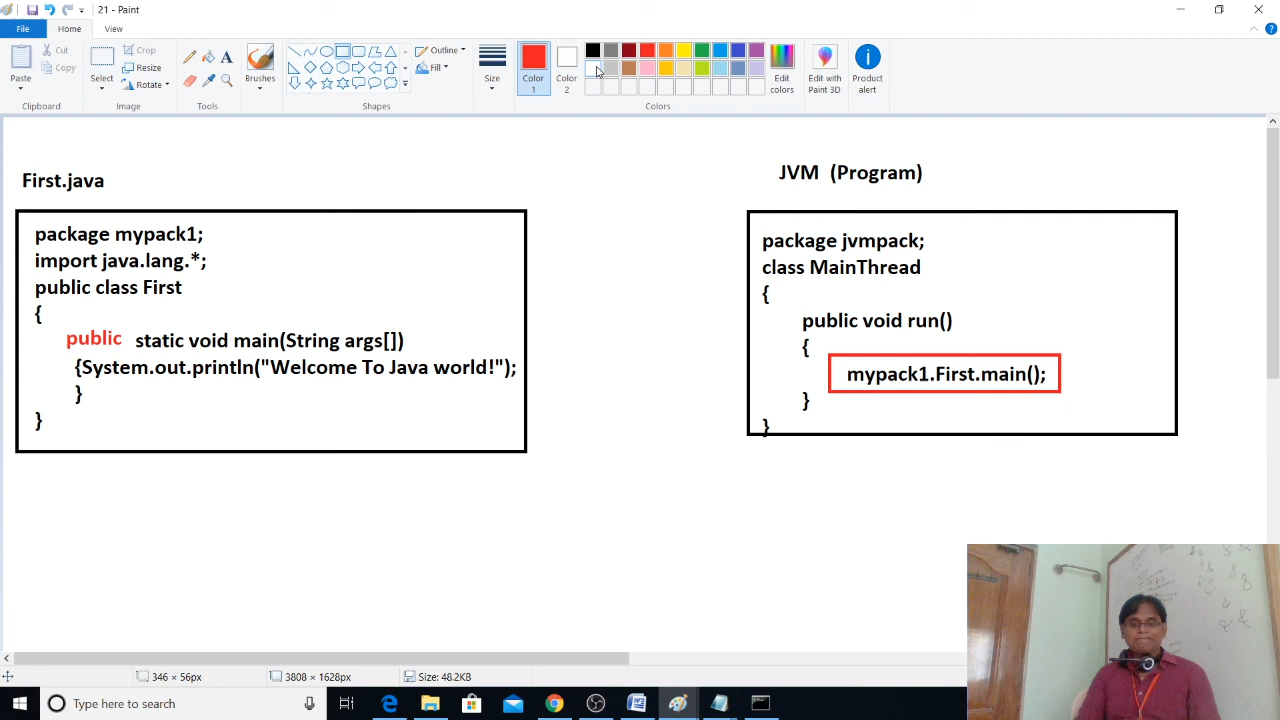 21 - Paint
File Home View
Paste
Cut
Copy
Clipboard
Select
Crop
Resize
Rotate
Image
Tools
Brushes
Shapes
Outline
Fill
Size
Color 1
Color 2
Colors
Edit colors
Edit with Paint 3D
Product alert
First.java
package mypack1;
import java.lang.*;
public class First
{
public static void main(String args[])
{System.out.println("Welcome To Java world!");
}
}
JVM (Program)
package jvmpack;
class MainThread
{
public void run()
{
mypack1.First.main();
}
}
346 × 56px
3808 × 1628px
Size: 48.2KB
Type here to search